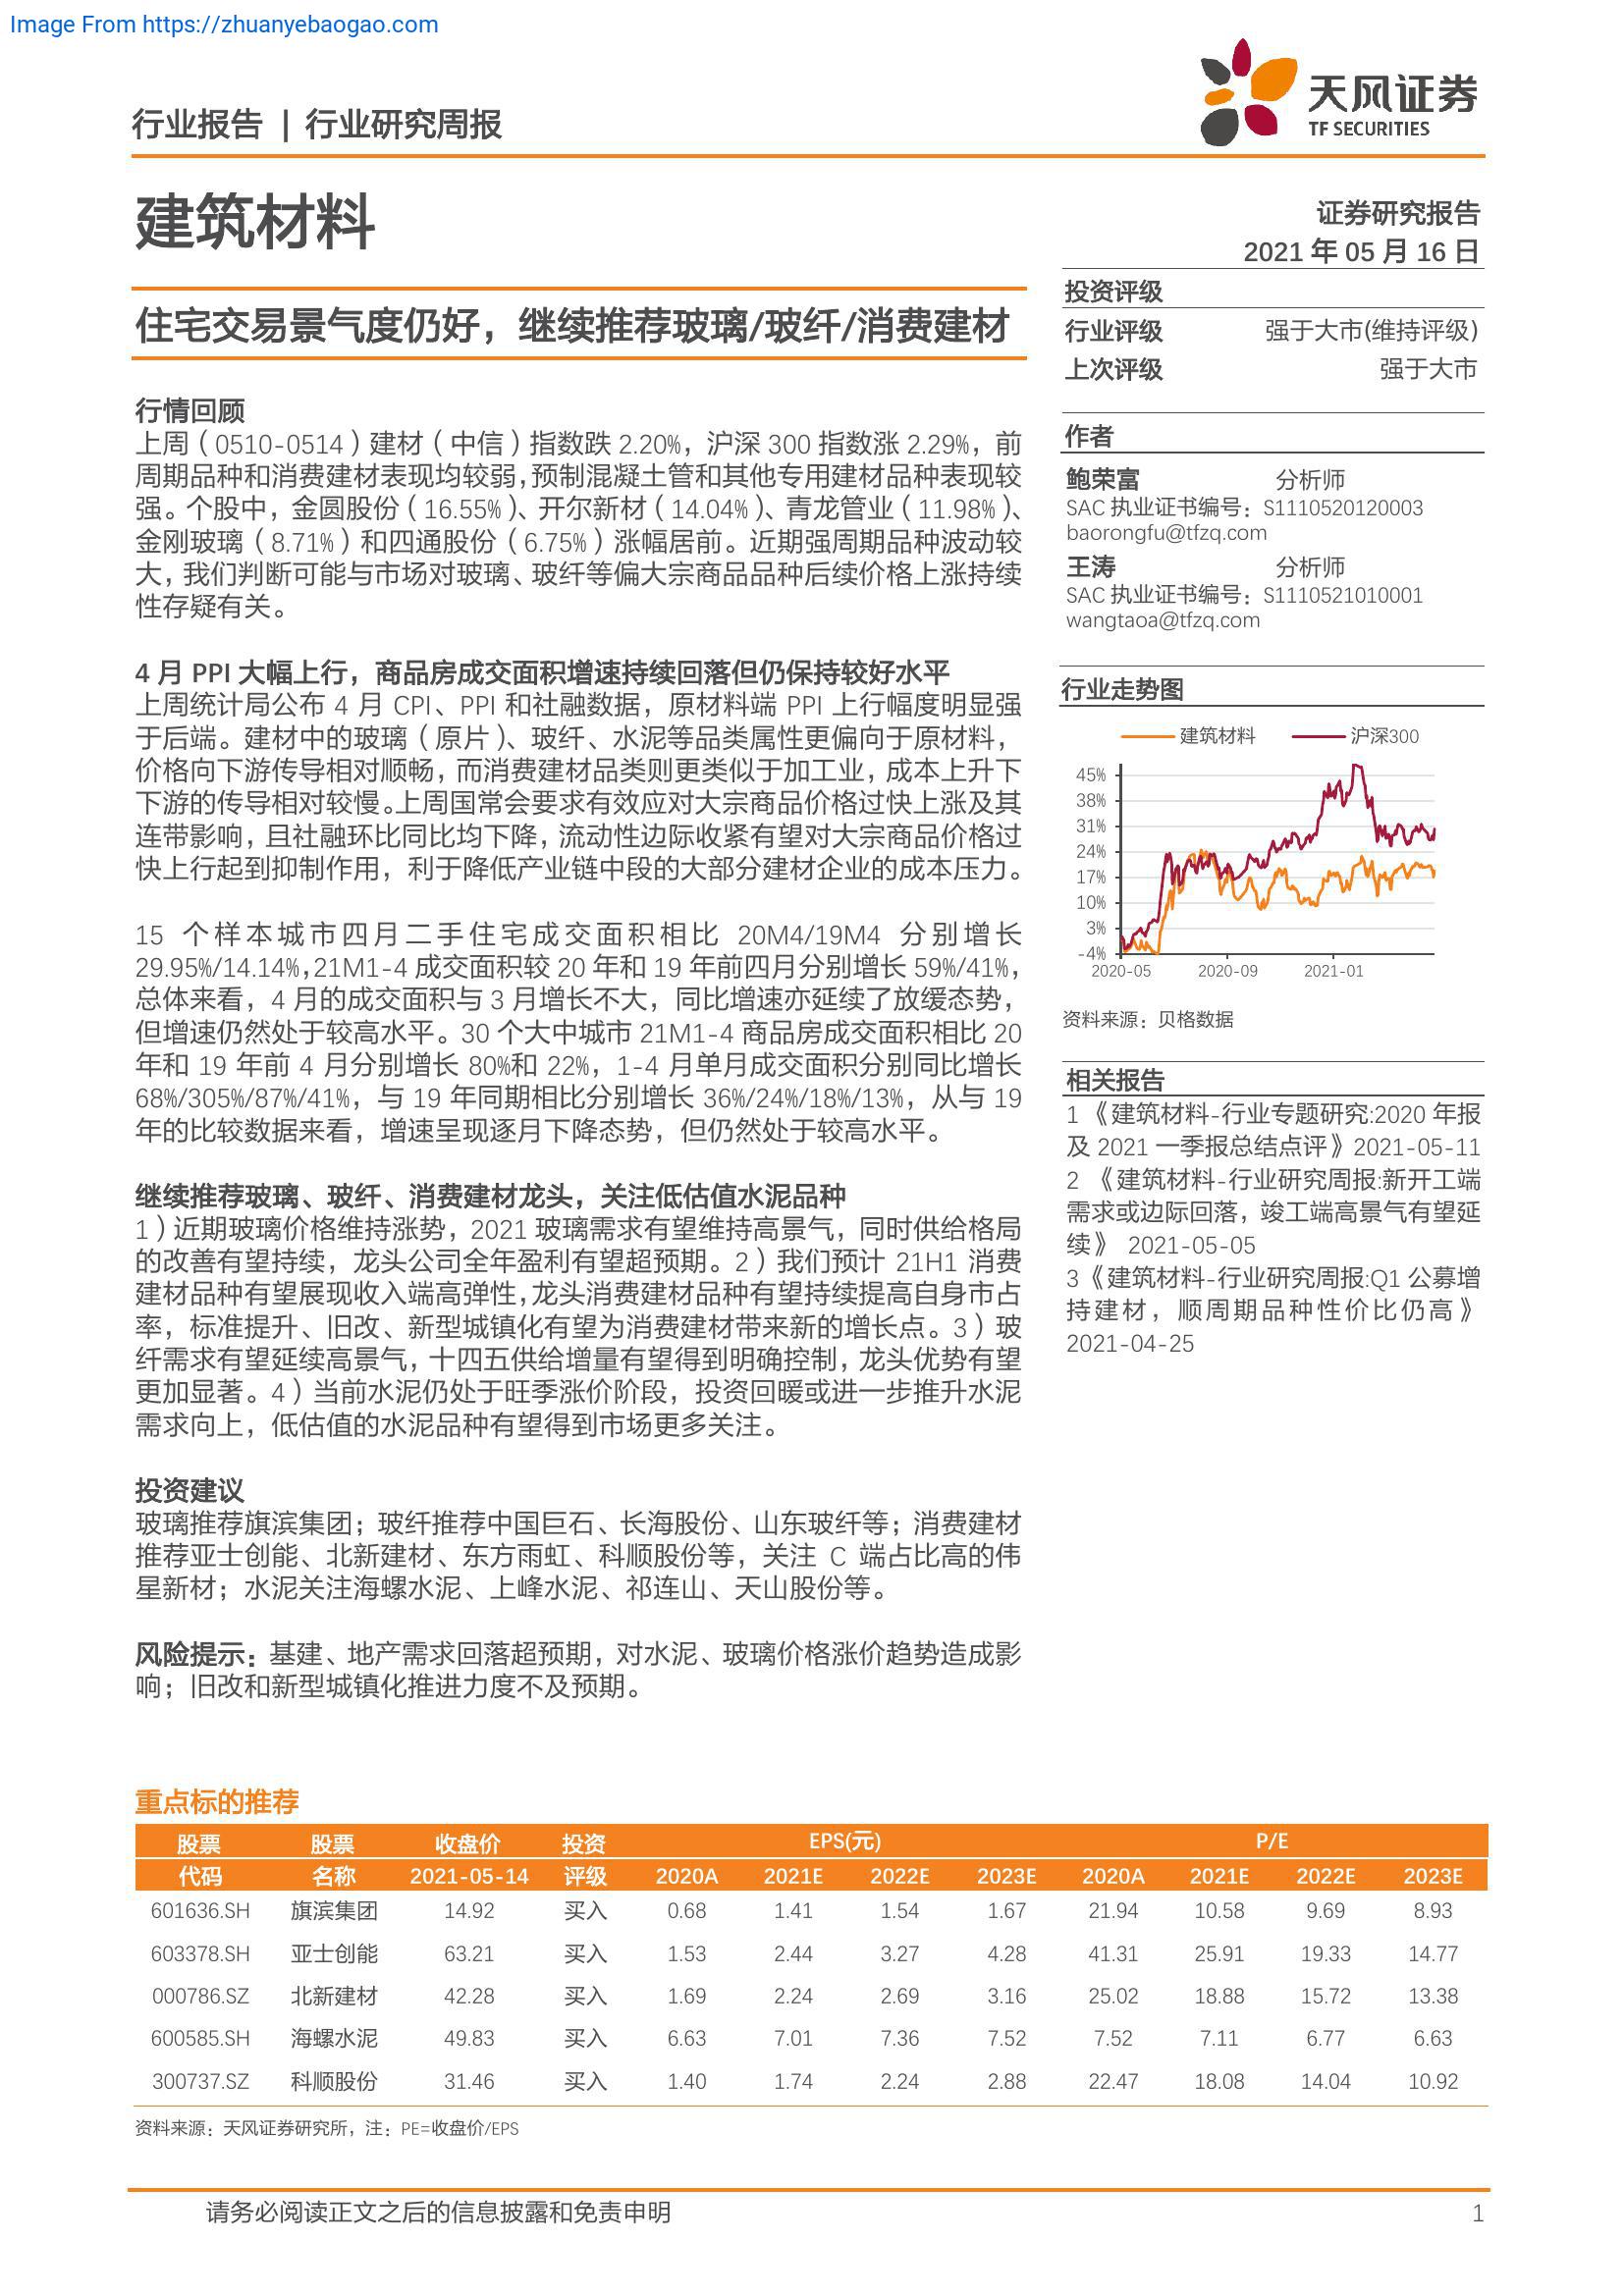 Image From https://zhuanyebaogao.com
行业报告 | 行业研究周报
天风证券
TF SECURITIES
建筑材料
证券研究报告
2021 年 05 月 16 日
住宅交易景气度仍好，继续推荐玻璃/玻纤/消费建材
行情回顾
上周（0510-0514）建材（中信）指数跌 2.20%，沪深 300 指数涨 2.29%，前
周期品种和消费建材表现均较弱，预制混凝土管和其他专用建材品种表现较
强。个股中，金圆股份（16.55%）、开尔新材（14.04%）、青龙管业（11.98%）、
金刚玻璃（8.71%）和四通股份（6.75%）涨幅居前。近期强周期品种波动较
大，我们判断可能与市场对玻璃、玻纤等偏大宗商品品种后续价格上涨持续
性存疑有关。
4 月 PPI 大幅上行，商品房成交面积增速持续回落但仍保持较好水平
上周统计局公布 4 月 CPI、PPI 和社融数据，原材料端 PPI 上行幅度明显强
于后端。建材中的玻璃（原片）、玻纤、水泥等品类属性更偏向于原材料，
价格向下游传导相对顺畅，而消费建材品类则更类似于加工业，成本上升下
下游的传导相对较慢。上周国常会要求有效应对大宗商品价格过快上涨及其
连带影响，且社融环比同比均下降，流动性边际收紧有望对大宗商品价格过
快上行起到抑制作用，利于降低产业链中段的大部分建材企业的成本压力。
15 个样本城市四月二手住宅成交面积相比 20M4/19M4 分别增长
29.95%/14.14%，21M1-4 成交面积较 20 年和 19 年前四月分别增长 59%/41%，
总体来看，4 月的成交面积与 3 月增长不大，同比增速亦延续了放缓态势，
但增速仍然处于较高水平。30 个大中城市 21M1-4 商品房成交面积相比 20
年和 19 年前 4 月分别增长 80%和 22%，1-4 月单月成交面积分别同比增长
68%/305%/87%/41%，与 19 年同期相比分别增长 36%/24%/18%/13%，从与 19
年的比较数据来看，增速呈现逐月下降态势，但仍然处于较高水平。
继续推荐玻璃、玻纤、消费建材龙头，关注低估值水泥品种
1）近期玻璃价格维持涨势，2021 玻璃需求有望维持高景气，同时供给格局
的改善有望持续，龙头公司全年盈利有望超预期。2）我们预计 21H1 消费
建材品种有望展现收入端高弹性，龙头消费建材品种有望持续提高自身市占
率，标准提升、旧改、新型城镇化有望为消费建材带来新的增长点。3）玻
纤需求有望延续高景气，十四五供给增量有望得到明确控制，龙头优势有望
更加显著。4）当前水泥仍处于旺季涨价阶段，投资回暖或进一步推升水泥
需求向上，低估值的水泥品种有望得到市场更多关注。
投资建议
玻璃推荐旗滨集团；玻纤推荐中国巨石、长海股份、山东玻纤等；消费建材
推荐亚士创能、北新建材、东方雨虹、科顺股份等，关注 C 端占比高的伟
星新材；水泥关注海螺水泥、上峰水泥、祁连山、天山股份等。
风险提示：基建、地产需求回落超预期，对水泥、玻璃价格涨价趋势造成影
响；旧改和新型城镇化推进力度不及预期。
投资评级
行业评级 强于大市(维持评级)
上次评级 强于大市
作者
鲍荣富 分析师
SAC 执业证书编号：S1110520120003
baorongfu@tfzq.com
王涛 分析师
SAC 执业证书编号：S1110521010001
wangtaoa@tfzq.com
行业走势图
建筑材料 沪深300
45%
38%
31%
24%
17%
10%
3%
-4%
2020-05 2020-09 2021-01
资料来源：贝格数据
相关报告
1 《建筑材料-行业专题研究:2020 年报
及 2021 一季报总结点评》2021-05-11
2 《建筑材料-行业研究周报:新开工端
需求或边际回落，竣工端高景气有望延
续》 2021-05-05
3《建筑材料-行业研究周报:Q1 公募增
持建材，顺周期品种性价比仍高》
2021-04-25
重点标的推荐
股票 股票 收盘价 投资 EPS(元) P/E
代码 名称 2021-05-14 评级 2020A 2021E 2022E 2023E 2020A 2021E 2022E 2023E
601636.SH 旗滨集团 14.92 买入 0.68 1.41 1.54 1.67 21.94 10.58 9.69 8.93
603378.SH 亚士创能 63.21 买入 1.53 2.44 3.27 4.28 41.31 25.91 19.33 14.77
000786.SZ 北新建材 42.28 买入 1.69 2.24 2.69 3.16 25.02 18.88 15.72 13.38
600585.SH 海螺水泥 49.83 买入 6.63 7.01 7.36 7.52 7.52 7.11 6.77 6.63
300737.SZ 科顺股份 31.46 买入 1.40 1.74 2.24 2.88 22.47 18.08 14.04 10.92
资料来源：天风证券研究所，注：PE=收盘价/EPS
请务必阅读正文之后的信息披露和免责申明 1